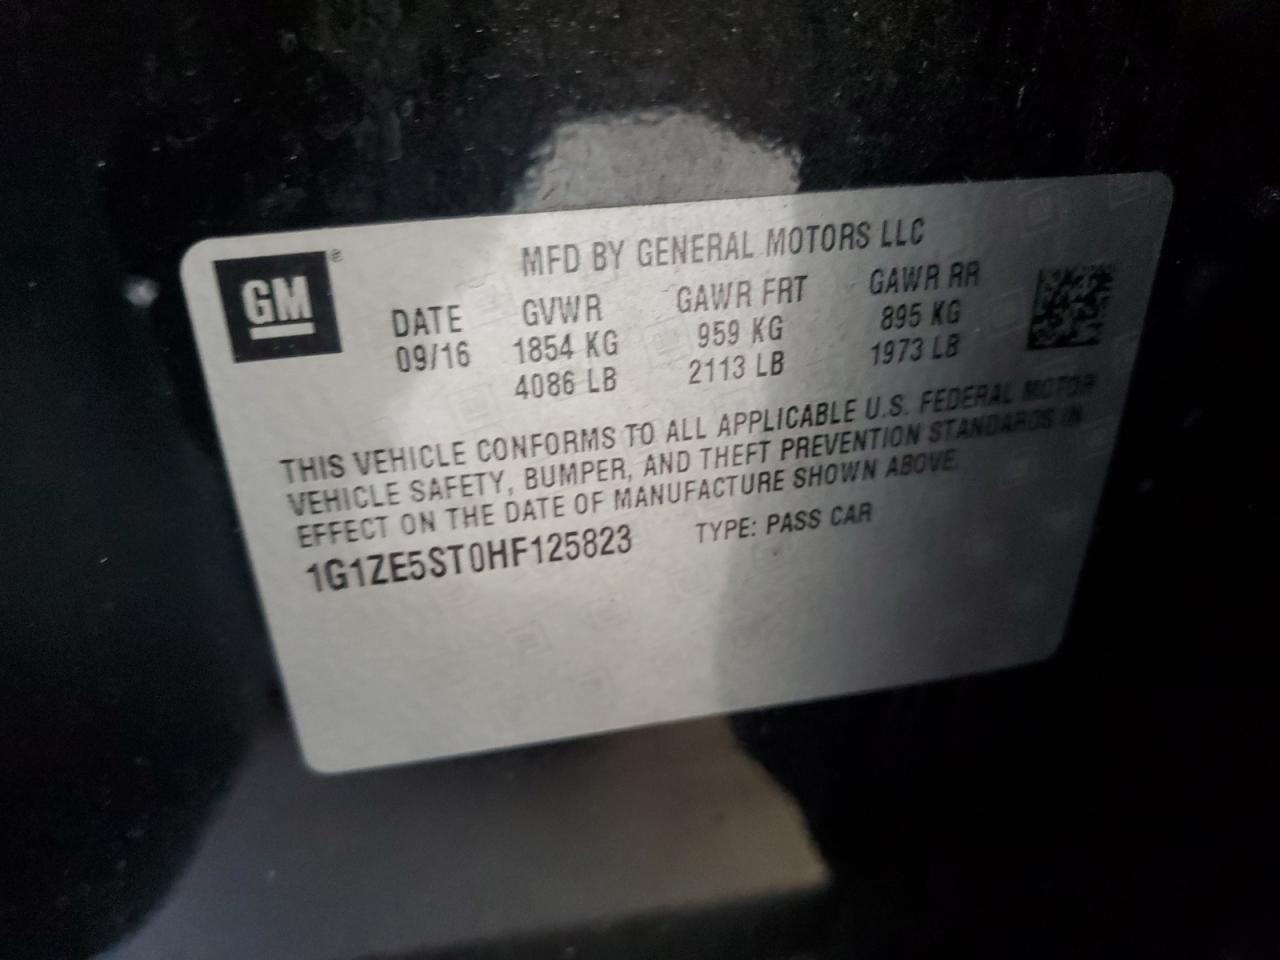 GM®
MFD BY GENERAL MOTORS LLC
DATE GVWR GAWR FRT GAWR RR
09/16 1854 KG 959 KG 895 KG
4086 LB 2113 LB 1973 LB
THIS VEHICLE CONFORMS TO ALL APPLICABLE U.S. FEDERAL MOTOR
VEHICLE SAFETY, BUMPER, AND THEFT PREVENTION STANDARDS IN
EFFECT ON THE DATE OF MANUFACTURE SHOWN ABOVE.
1G1ZE5ST0HF125823 TYPE: PASS CAR